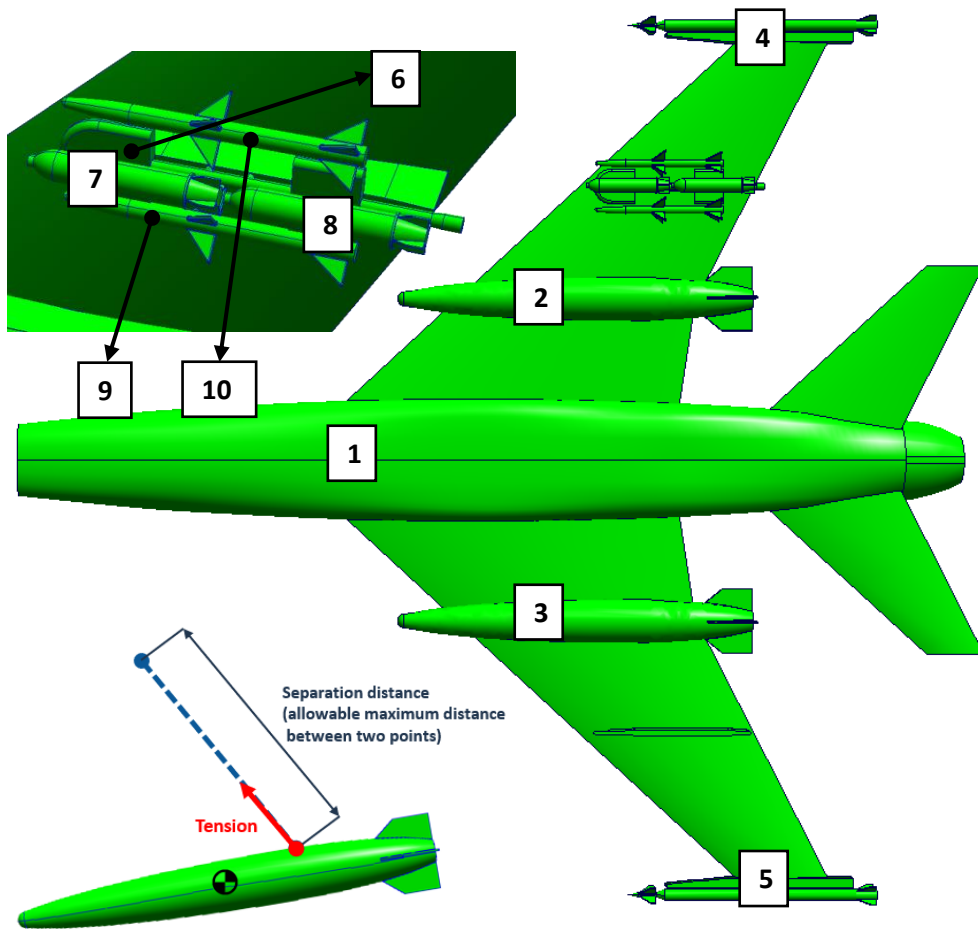 4
6
7
8
2
9
10
1
3
Separation distance
(allowable maximum distance
between two points)
Tension
5